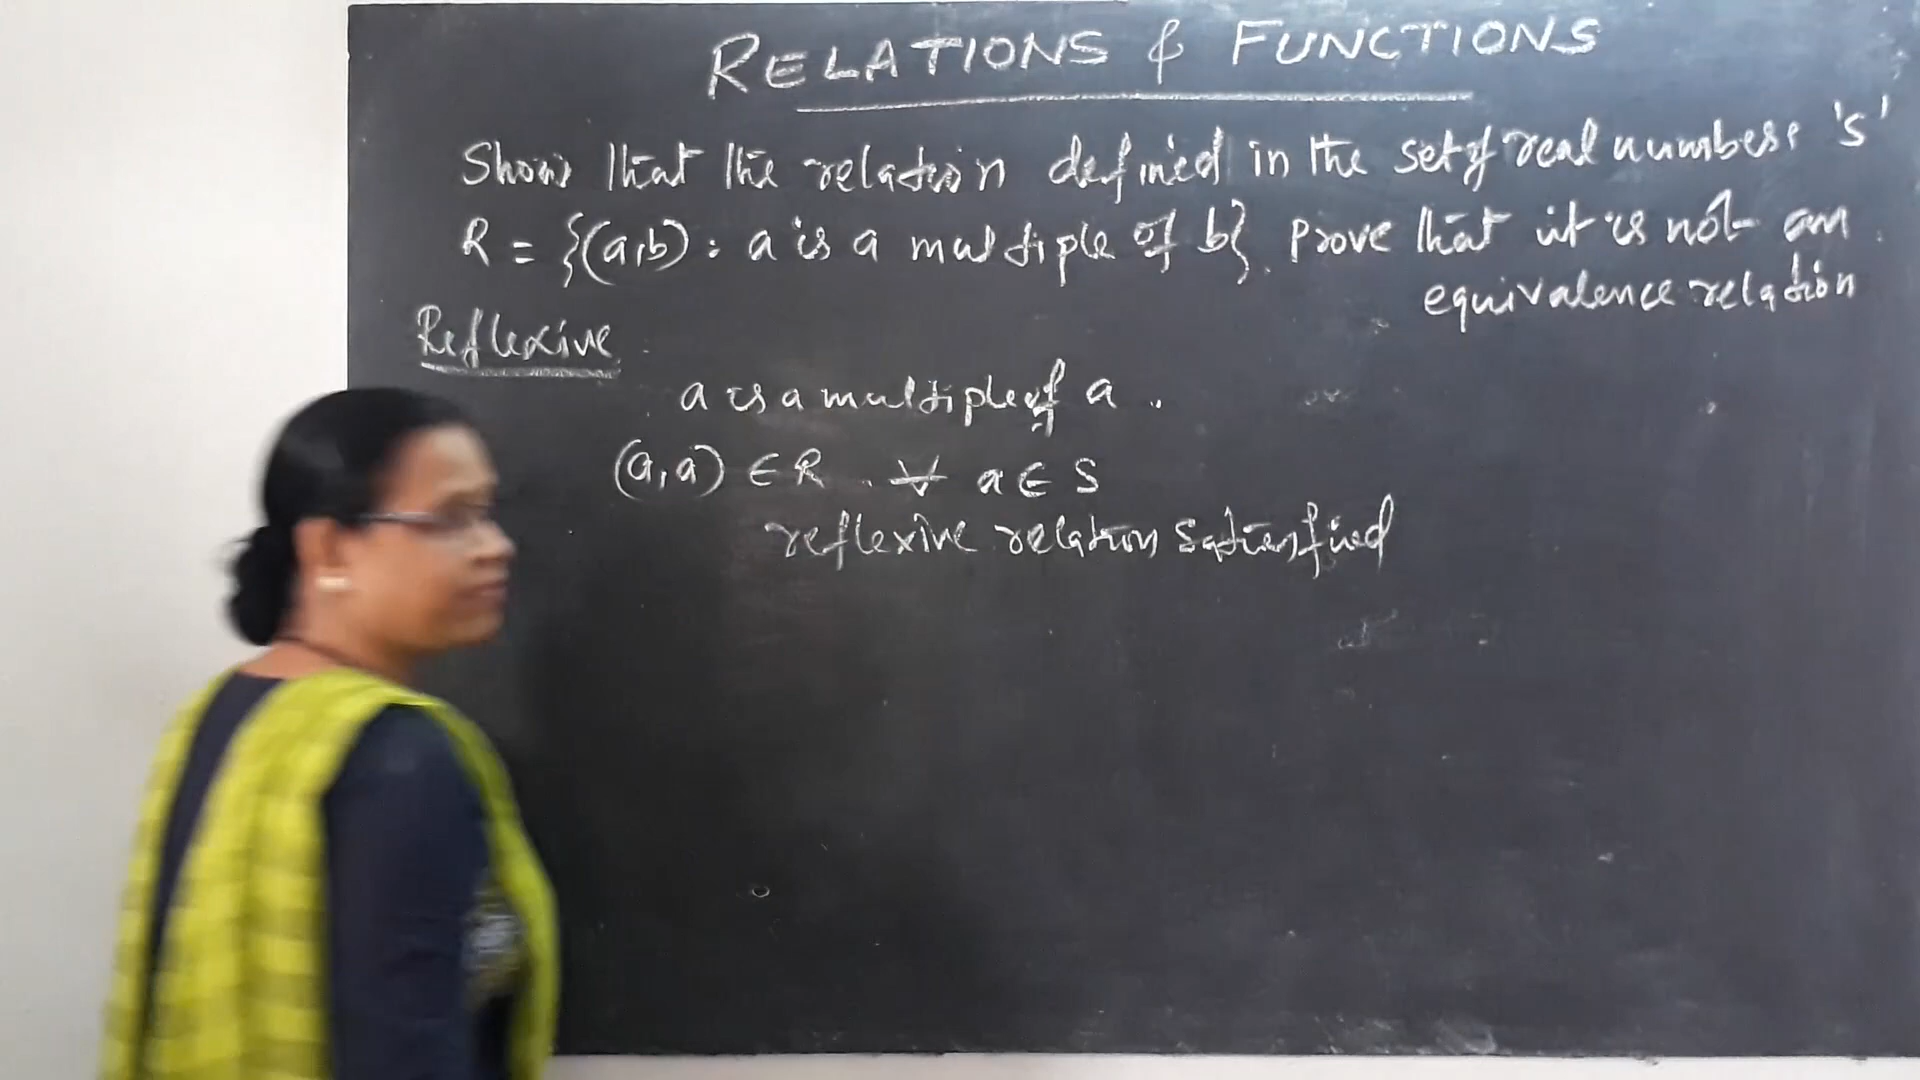 RELATIONS & FUNCTIONS
Show that the relation defined in the set of real numbers 's'
R = {(a,b) : a is a multiple of b}. Prove that it is not an
equivalence relation
Reflexive
a is a multiple of a .
(a,a) ∈ R . ∀ a ∈ S
reflexive relation satisfied